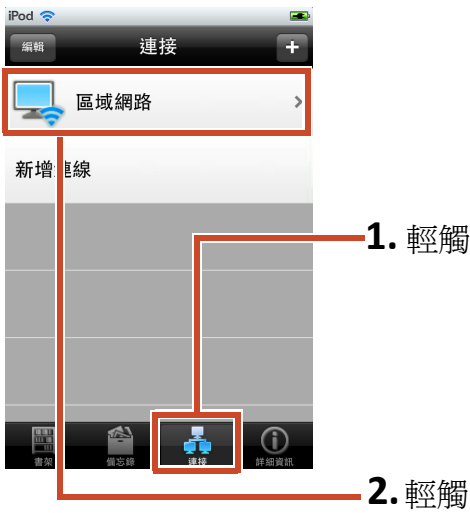 iPod
編輯 連接 +
區域網路
新增連線
1. 輕觸
書架 備忘錄 連接 詳細資訊
2. 輕觸